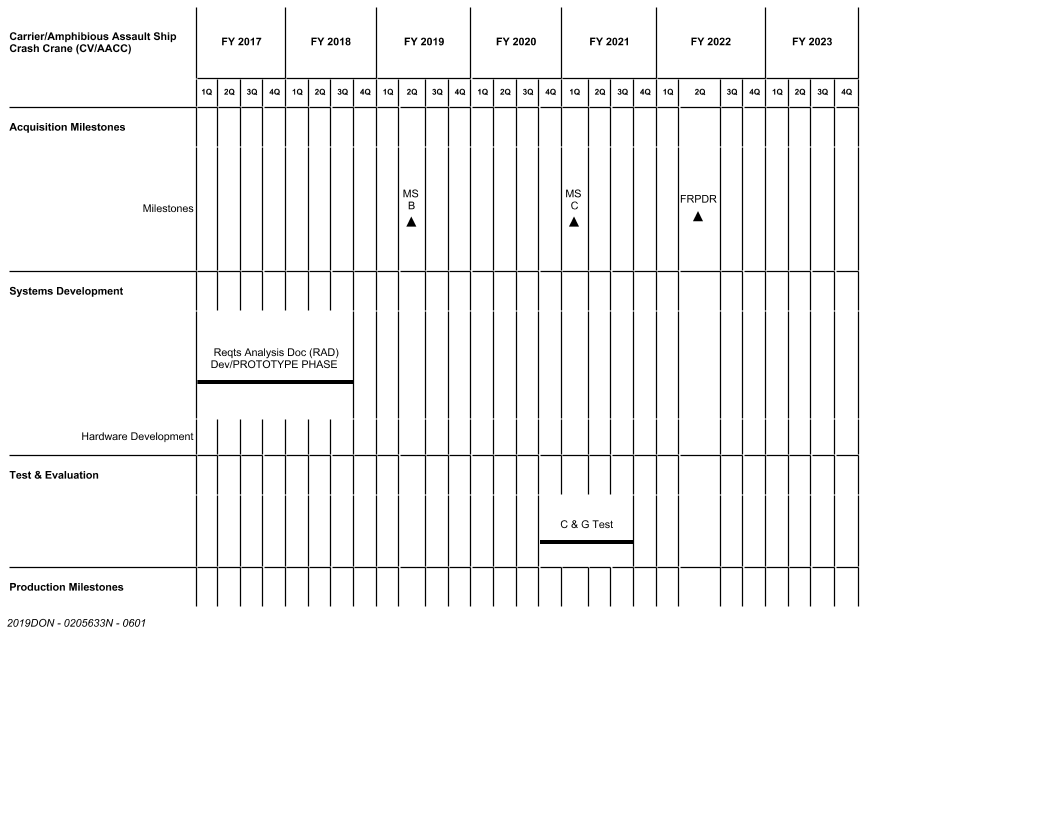 Carrier/Amphibious Assault Ship
Crash Crane (CV/AACC)
FY 2017 FY 2018 FY 2019 FY 2020 FY 2021 FY 2022 FY 2023
1Q 2Q 3Q 4Q 1Q 2Q 3Q 4Q 1Q 2Q 3Q 4Q 1Q 2Q 3Q 4Q 1Q 2Q 3Q 4Q 1Q 2Q 3Q 4Q 1Q 2Q 3Q 4Q
Acquisition Milestones
Milestones
MS
B
MS
C
FRPDR
Systems Development
Reqts Analysis Doc (RAD)
Dev/PROTOTYPE PHASE
Hardware Development
Test & Evaluation
C & G Test
Production Milestones
2019DON - 0205633N - 0601